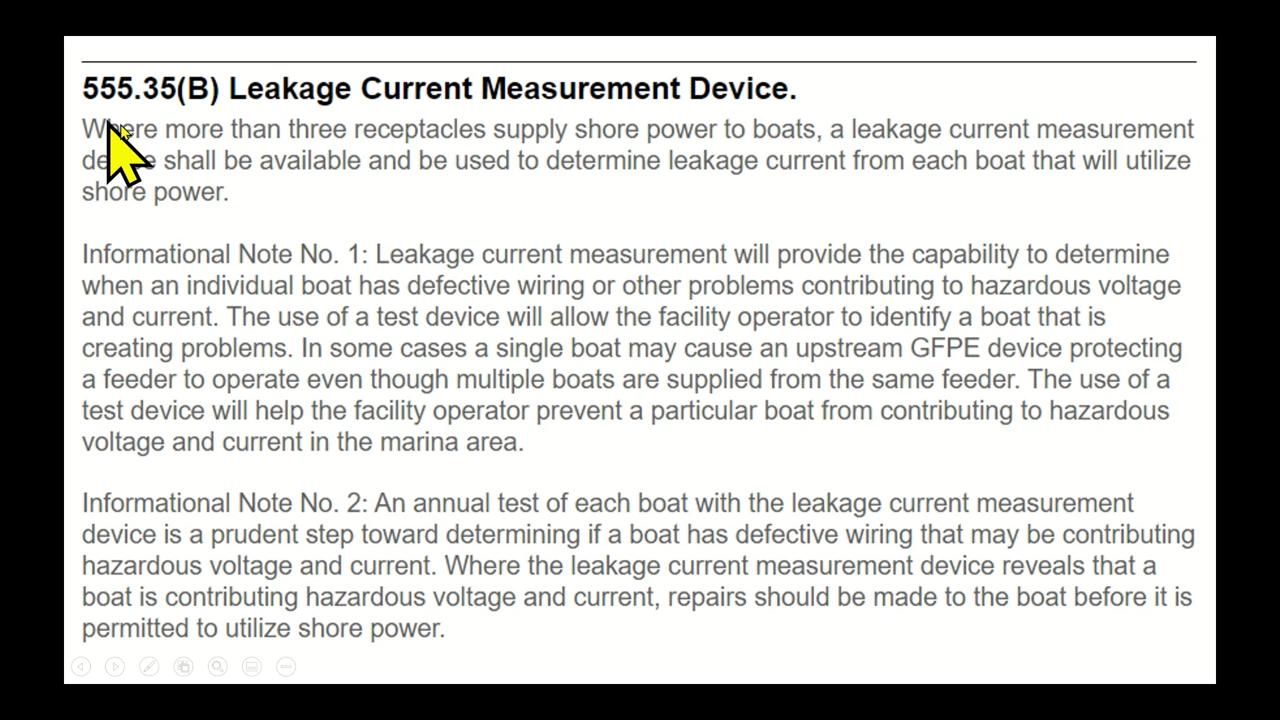 555.35(B) Leakage Current Measurement Device.
Where more than three receptacles supply shore power to boats, a leakage current measurement
device shall be available and be used to determine leakage current from each boat that will utilize
shore power.
Informational Note No. 1: Leakage current measurement will provide the capability to determine
when an individual boat has defective wiring or other problems contributing to hazardous voltage
and current. The use of a test device will allow the facility operator to identify a boat that is
creating problems. In some cases a single boat may cause an upstream GFPE device protecting
a feeder to operate even though multiple boats are supplied from the same feeder. The use of a
test device will help the facility operator prevent a particular boat from contributing to hazardous
voltage and current in the marina area.
Informational Note No. 2: An annual test of each boat with the leakage current measurement
device is a prudent step toward determining if a boat has defective wiring that may be contributing
hazardous voltage and current. Where the leakage current measurement device reveals that a
boat is contributing hazardous voltage and current, repairs should be made to the boat before it is
permitted to utilize shore power.